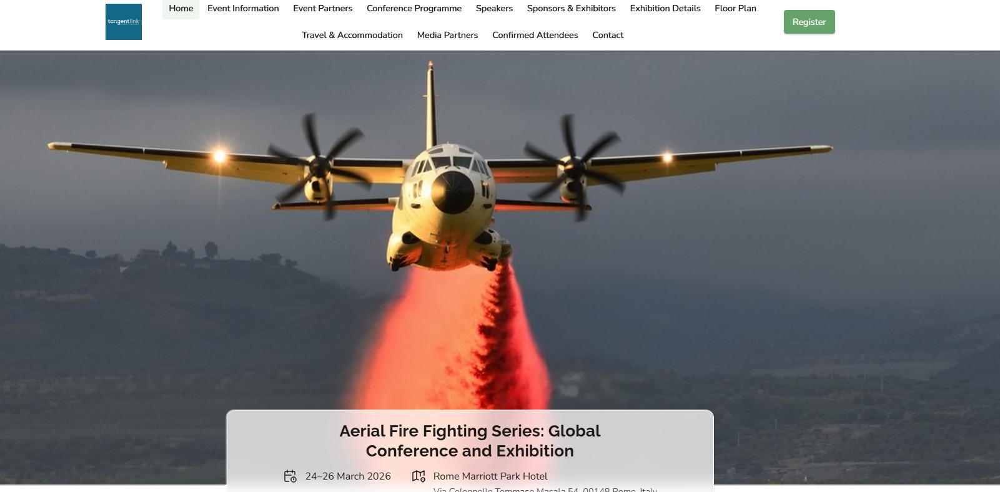 tangentlink
Home Event Information Event Partners Conference Programme Speakers Sponsors & Exhibitors Exhibition Details Floor Plan
Travel & Accommodation Media Partners Confirmed Attendees Contact
Register
Aerial Fire Fighting Series: Global
Conference and Exhibition
24–26 March 2026
Rome Marriott Park Hotel
Via Colonnello Tommaso Masala 54, 00148 Rome, Italy